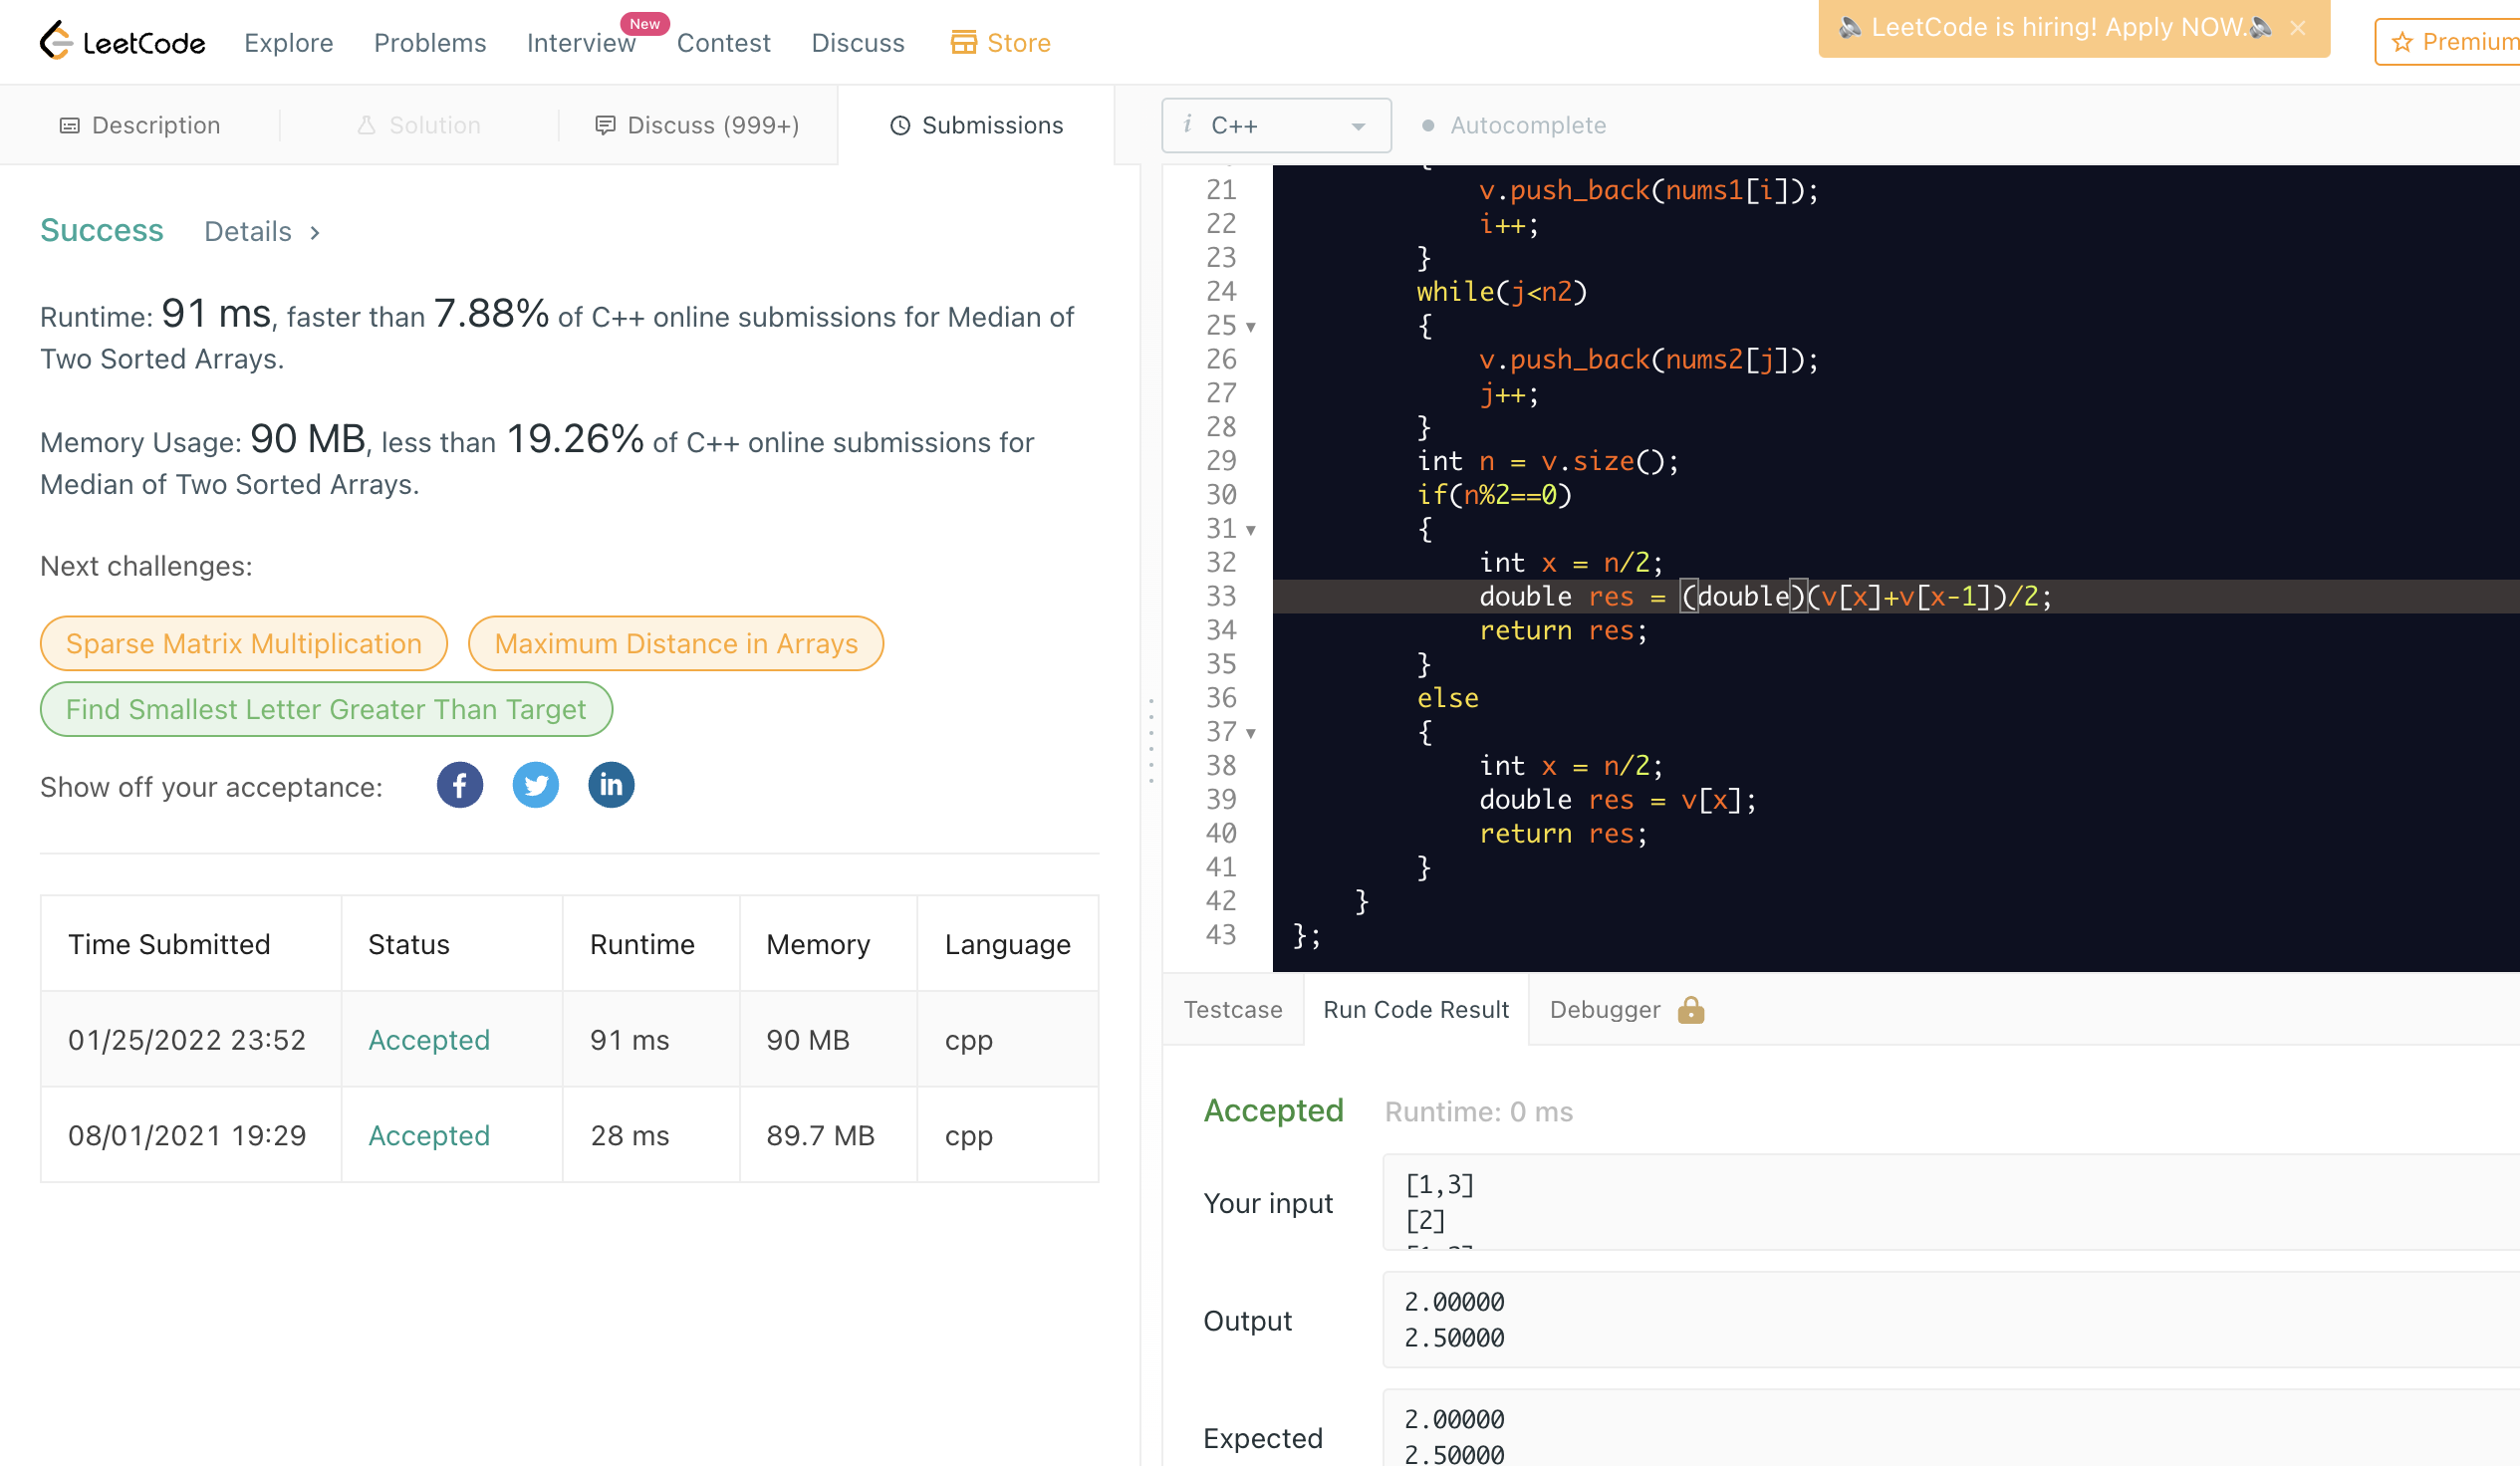 LeetCode Explore Problems Interview New Contest Discuss Store
🔈 LeetCode is hiring! Apply NOW.🔈 ×
Premium
Description
Solution
Discuss (999+)
Submissions
Success Details >
Runtime: 91 ms, faster than 7.88% of C++ online submissions for Median of
Two Sorted Arrays.
Memory Usage: 90 MB, less than 19.26% of C++ online submissions for
Median of Two Sorted Arrays.
Next challenges:
Sparse Matrix Multiplication Maximum Distance in Arrays
Find Smallest Letter Greater Than Target
Show off your acceptance:
Time Submitted Status Runtime Memory Language
01/25/2022 23:52 Accepted 91 ms 90 MB cpp
08/01/2021 19:29 Accepted 28 ms 89.7 MB cpp
i C++ Autocomplete
{
21 v.push_back(nums1[i]);
22 i++;
23 }
24 while(j<n2)
25 {
26 v.push_back(nums2[j]);
27 j++;
28 }
29 int n = v.size();
30 if(n%2==0)
31 {
32 int x = n/2;
33 double res = (double)(v[x]+v[x-1])/2;
34 return res;
35 }
36 else
37 {
38 int x = n/2;
39 double res = v[x];
40 return res;
41 }
42 }
43 };
Testcase Run Code Result Debugger
Accepted Runtime: 0 ms
Your input
[1,3]
[2]
Output
2.00000
2.50000
Expected
2.00000
2.50000